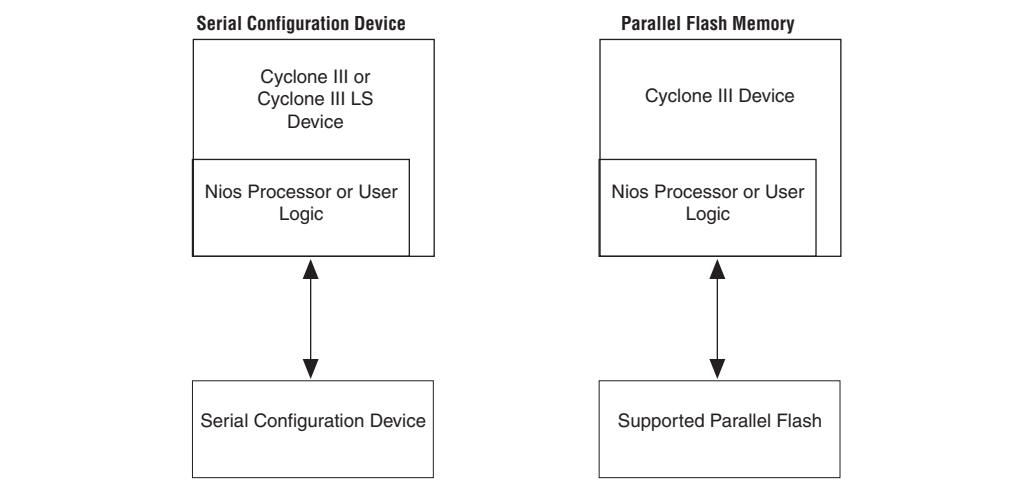 Serial Configuration Device
Cyclone III or
Cyclone III LS
Device
Nios Processor or User
Logic
Serial Configuration Device
Parallel Flash Memory
Cyclone III Device
Nios Processor or User
Logic
Supported Parallel Flash